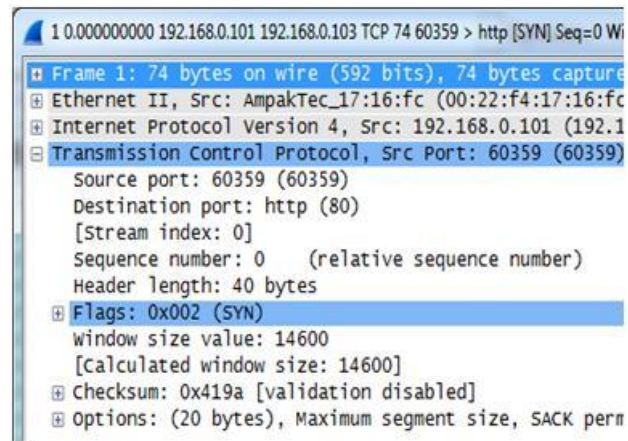 1 0.000000000 192.168.0.101 192.168.0.103 TCP 74 60359 > http [SYN] Seq=0 Wi
Frame 1: 74 bytes on wire (592 bits), 74 bytes capture
Ethernet II, Src: AmpakTec_17:16:fc (00:22:f4:17:16:fc
Internet Protocol Version 4, Src: 192.168.0.101 (192.1
Transmission Control Protocol, Src Port: 60359 (60359)
Source port: 60359 (60359)
Destination port: http (80)
[Stream index: 0]
Sequence number: 0 (relative sequence number)
Header length: 40 bytes
Flags: 0x002 (SYN)
Window size value: 14600
[Calculated window size: 14600]
Checksum: 0x419a [validation disabled]
Options: (20 bytes), Maximum segment size, SACK perm